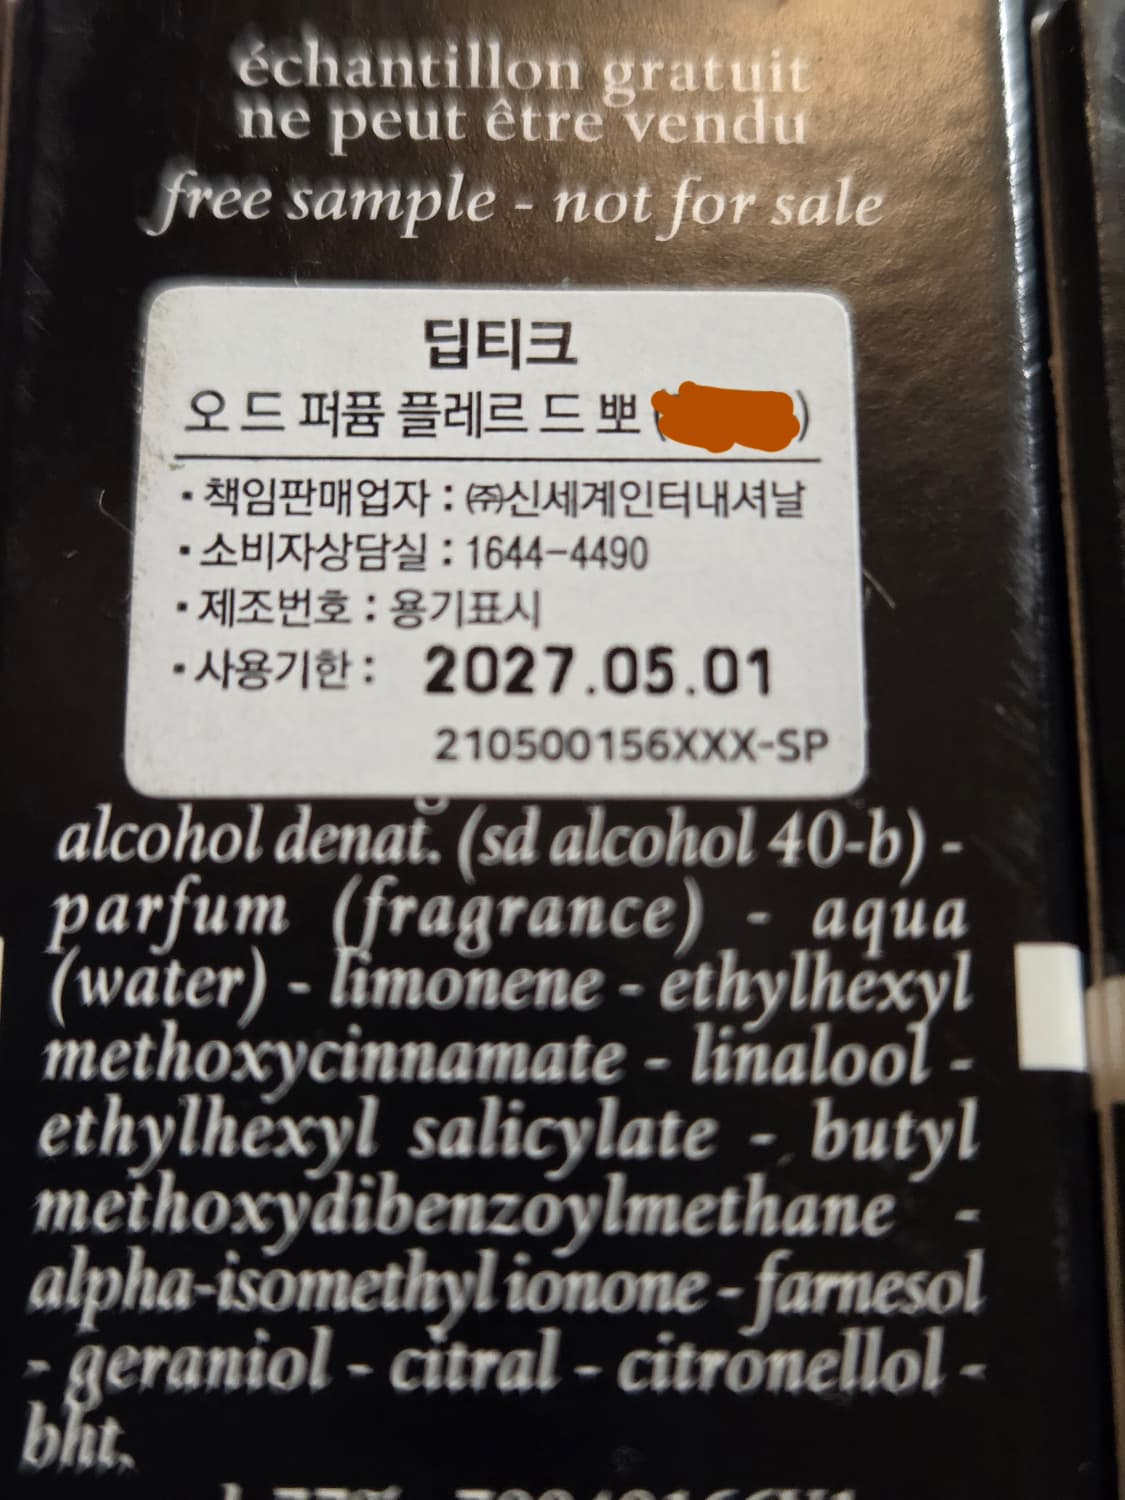 échantillon gratuit
ne peut être vendu
free sample - not for sale
딥티크
오 드 퍼퓸 플레르 드 뽀 ( )
▪ 책임판매업자 : ㈜신세계인터내셔날
▪ 소비자상담실 : 1644-4490
▪ 제조번호 : 용기표시
▪ 사용기한 : 2027.05.01
210500156XXX-SP
alcohol denat. (sd alcohol 40-b) -
parfum (fragrance) - aqua
(water) - limonene - ethylhexyl
methoxycinnamate - linalool -
ethylhexyl salicylate - butyl
methoxydibenzoylmethane -
alpha-isomethyl ionone - farnesol
- geraniol - citral - citronellol -
bht.